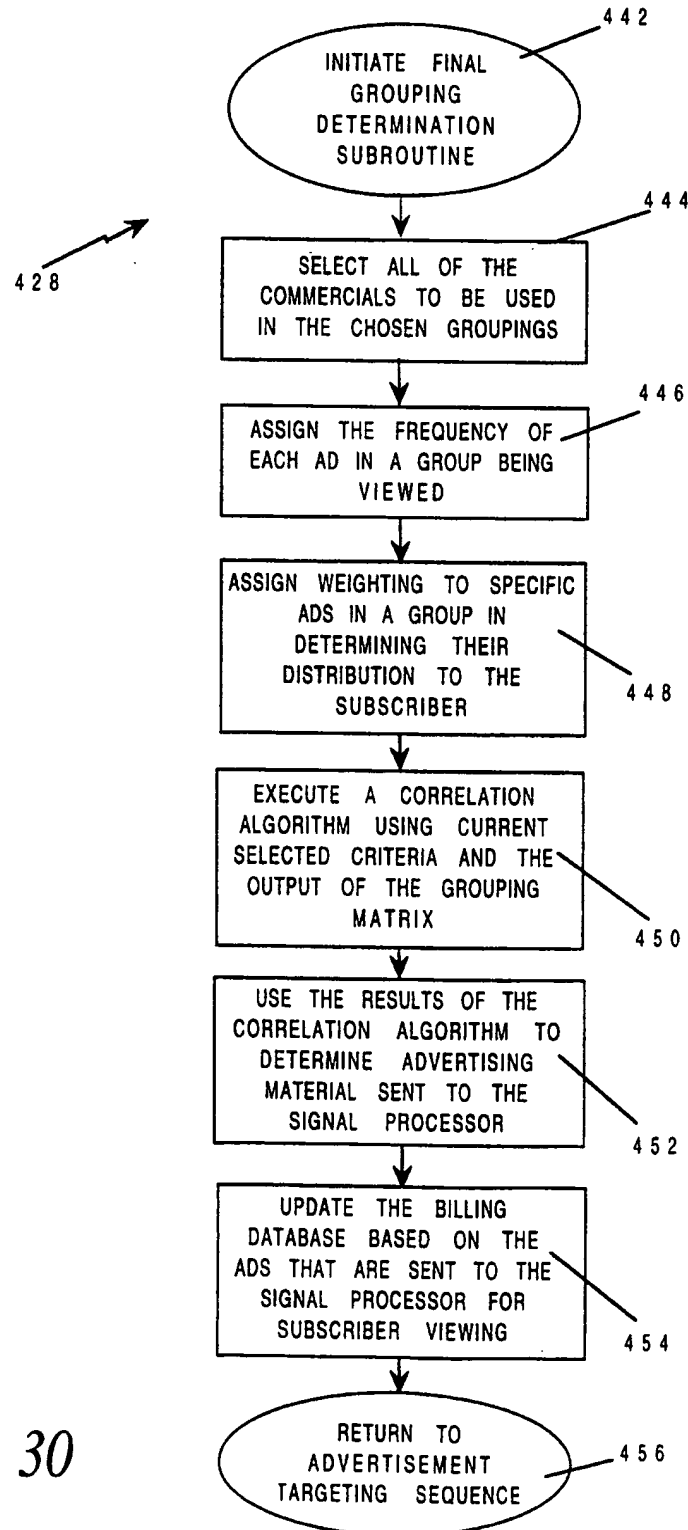 442
INITIATE FINAL
GROUPING
DETERMINATION
SUBROUTINE
428
444
SELECT ALL OF THE
COMMERCIALS TO BE USED
IN THE CHOSEN GROUPINGS
446
ASSIGN THE FREQUENCY OF
EACH AD IN A GROUP BEING
VIEWED
ASSIGN WEIGHTING TO SPECIFIC
ADS IN A GROUP IN
DETERMINING THEIR
DISTRIBUTION TO THE
SUBSCRIBER
448
EXECUTE A CORRELATION
ALGORITHM USING CURRENT
SELECTED CRITERIA AND THE
OUTPUT OF THE GROUPING
MATRIX
450
USE THE RESULTS OF THE
CORRELATION ALGORITHM TO
DETERMINE ADVERTISING
MATERIAL SENT TO THE
SIGNAL PROCESSOR
452
UPDATE THE BILLING
DATABASE BASED ON THE
ADS THAT ARE SENT TO THE
SIGNAL PROCESSOR FOR
SUBSCRIBER VIEWING
454
RETURN TO
ADVERTISEMENT
TARGETING SEQUENCE
456
30